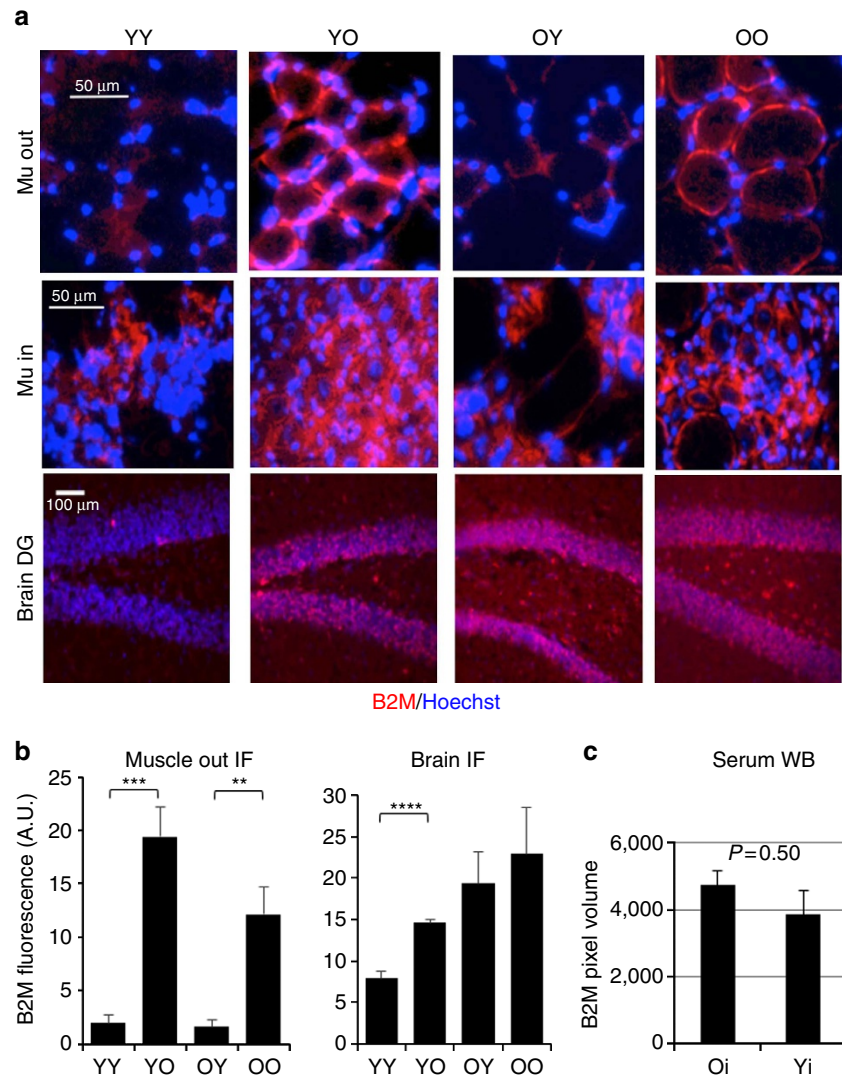 a
YY YO OY OO
Mu out
50 μm
Mu in
50 μm
Brain DG
100 μm
B2M/Hoechst
b
Muscle out IF
B2M fluorescence (A.U.)
25
20
15
10
5
0
*** **
YY YO OY OO
Brain IF
30
25
20
15
10
5
0
****
YY YO OY OO
c
Serum WB
B2M pixel volume
6,000
4,000
2,000
0
P=0.50
Oi Yi